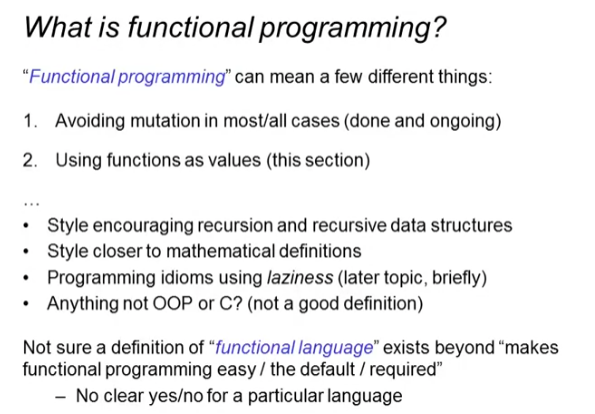 What is functional programming?
“Functional programming” can mean a few different things:
1. Avoiding mutation in most/all cases (done and ongoing)
2. Using functions as values (this section)
…
• Style encouraging recursion and recursive data structures
• Style closer to mathematical definitions
• Programming idioms using laziness (later topic, briefly)
• Anything not OOP or C? (not a good definition)
Not sure a definition of “functional language” exists beyond “makes
functional programming easy / the default / required”
– No clear yes/no for a particular language